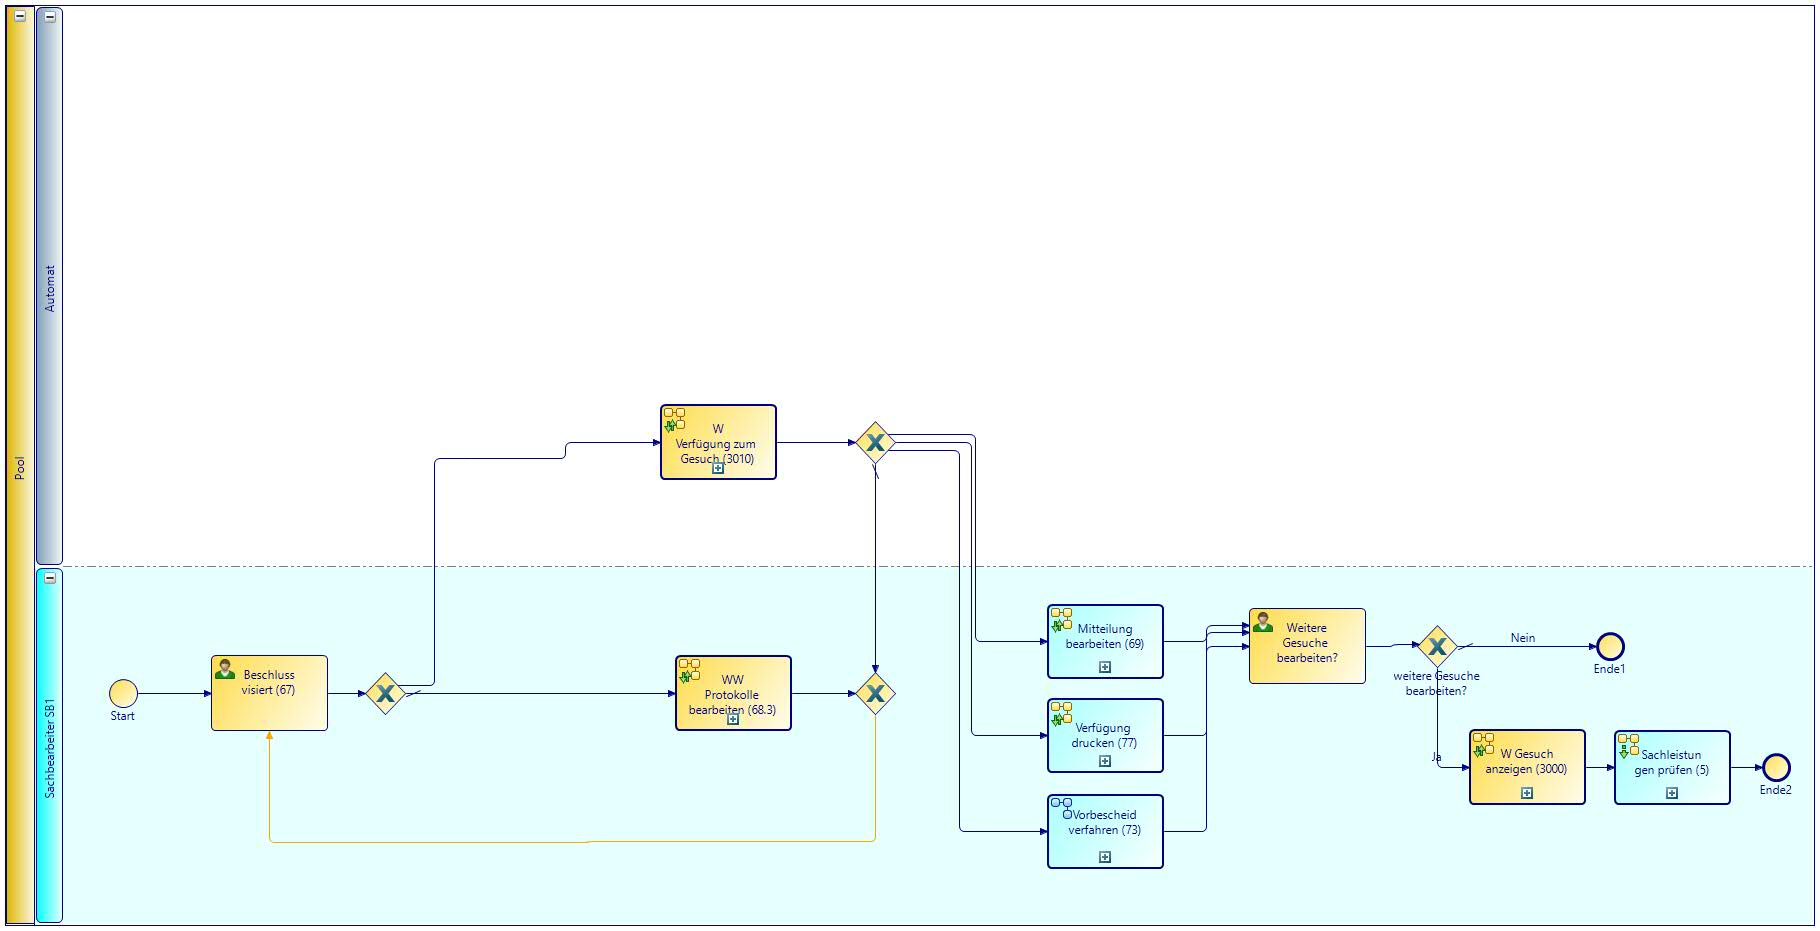 Pool
Automat
Sachbearbeiter SB1
W
Verfügung zum
Gesuch (3010)
Start
Beschluss
visiert (67)
WW
Protokolle
bearbeiten (68.3)
Mitteilung
bearbeiten (69)
Verfügung
drucken (77)
Vorbescheid
verfahren (73)
Weitere
Gesuche
bearbeiten?
weitere Gesuche
bearbeiten?
Nein
Ende1
Ja
W Gesuch
anzeigen (3000)
Sachleistun
gen prüfen (5)
Ende2